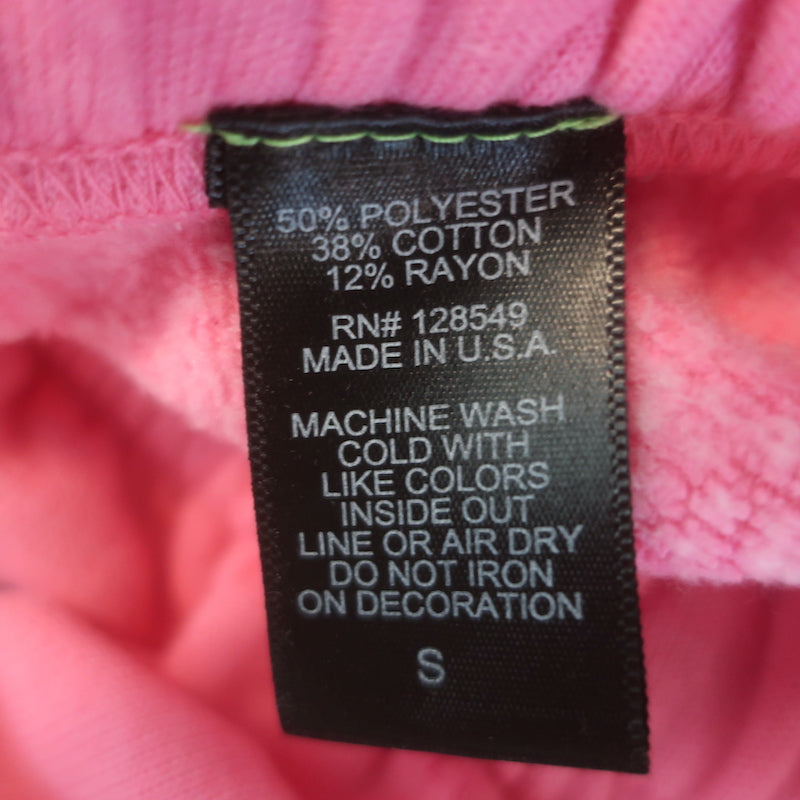 50% POLYESTER
38% COTTON
12% RAYON
RN# 128549
MADE IN U.S.A.
MACHINE WASH
COLD WITH
LIKE COLORS
INSIDE OUT
LINE OR AIR DRY
DO NOT IRON
ON DECORATION
S